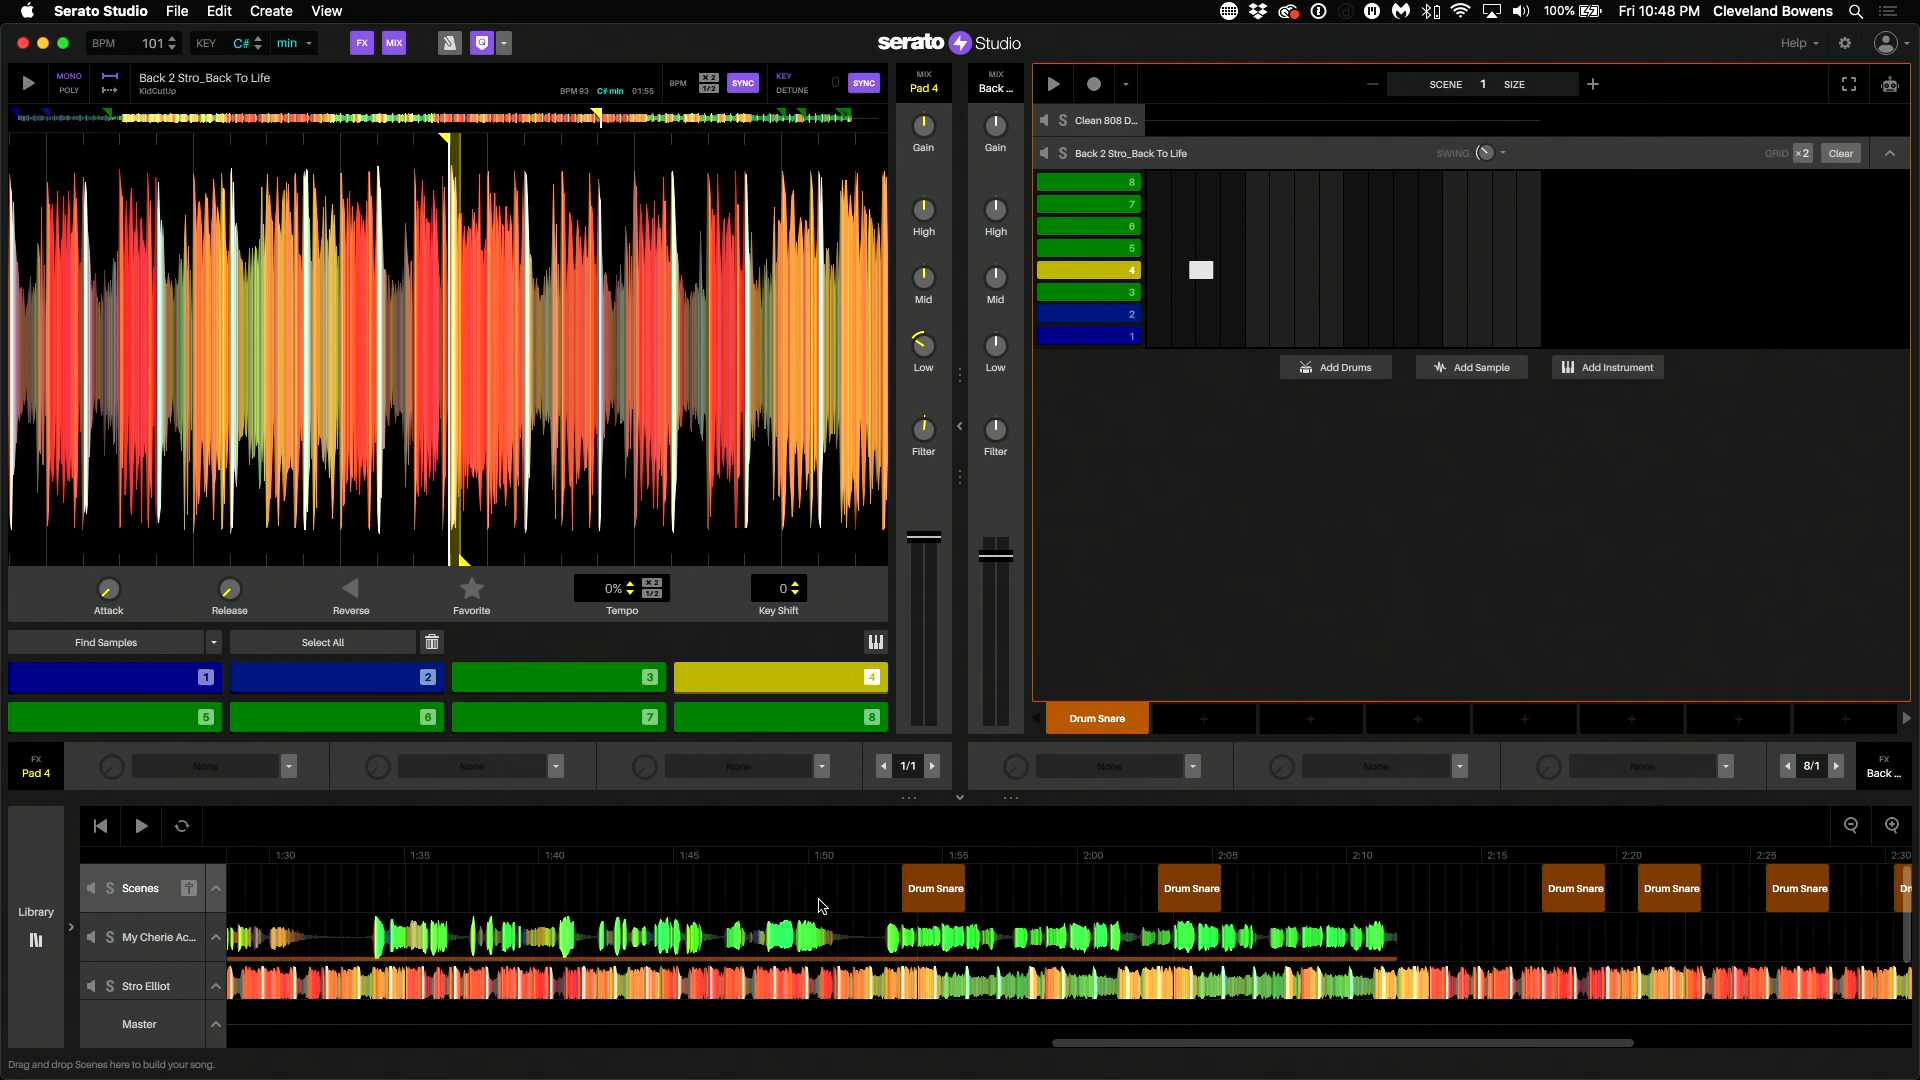 Serato Studio File Edit Create View
100% Fri 10:48 PM Cleveland Bowens
BPM 101 KEY C# min FX MIX
serato Studio
Help
MONO
POLY
Back 2 Stro_Back To Life
KidCutUp
BPM 93 C#min 01:55
BPM x 2 1/2 SYNC
KEY
DETUNE 0 SYNC
MIX
Pad 4
MIX
Back ...
SCENE 1 SIZE
S Clean 808 D...
S Back 2 Stro_Back To Life
SWING
GRID x2 Clear
8
7
6
5
4
3
2
1
Add Drums Add Sample Add Instrument
Gain Gain
High High
Mid Mid
Low Low
Filter Filter
Attack Release Reverse Favorite
0% x 2 1/2
Tempo
0
Key Shift
Find Samples Select All
1 2 3 4
5 6 7 8
Drum Snare + + + + + + +
FX
Pad 4
None None None 1/1
None None None 8/1
FX
Back ...
1:30 1:35 1:40 1:45 1:50 1:55 2:00 2:05 2:10 2:15 2:20 2:25 2:30
S Scenes
Drum Snare Drum Snare Drum Snare Drum Snare Drum Snare
Library
S My Cherie Ac...
S Stro Elliot
Master
Drag and drop Scenes here to build your song.